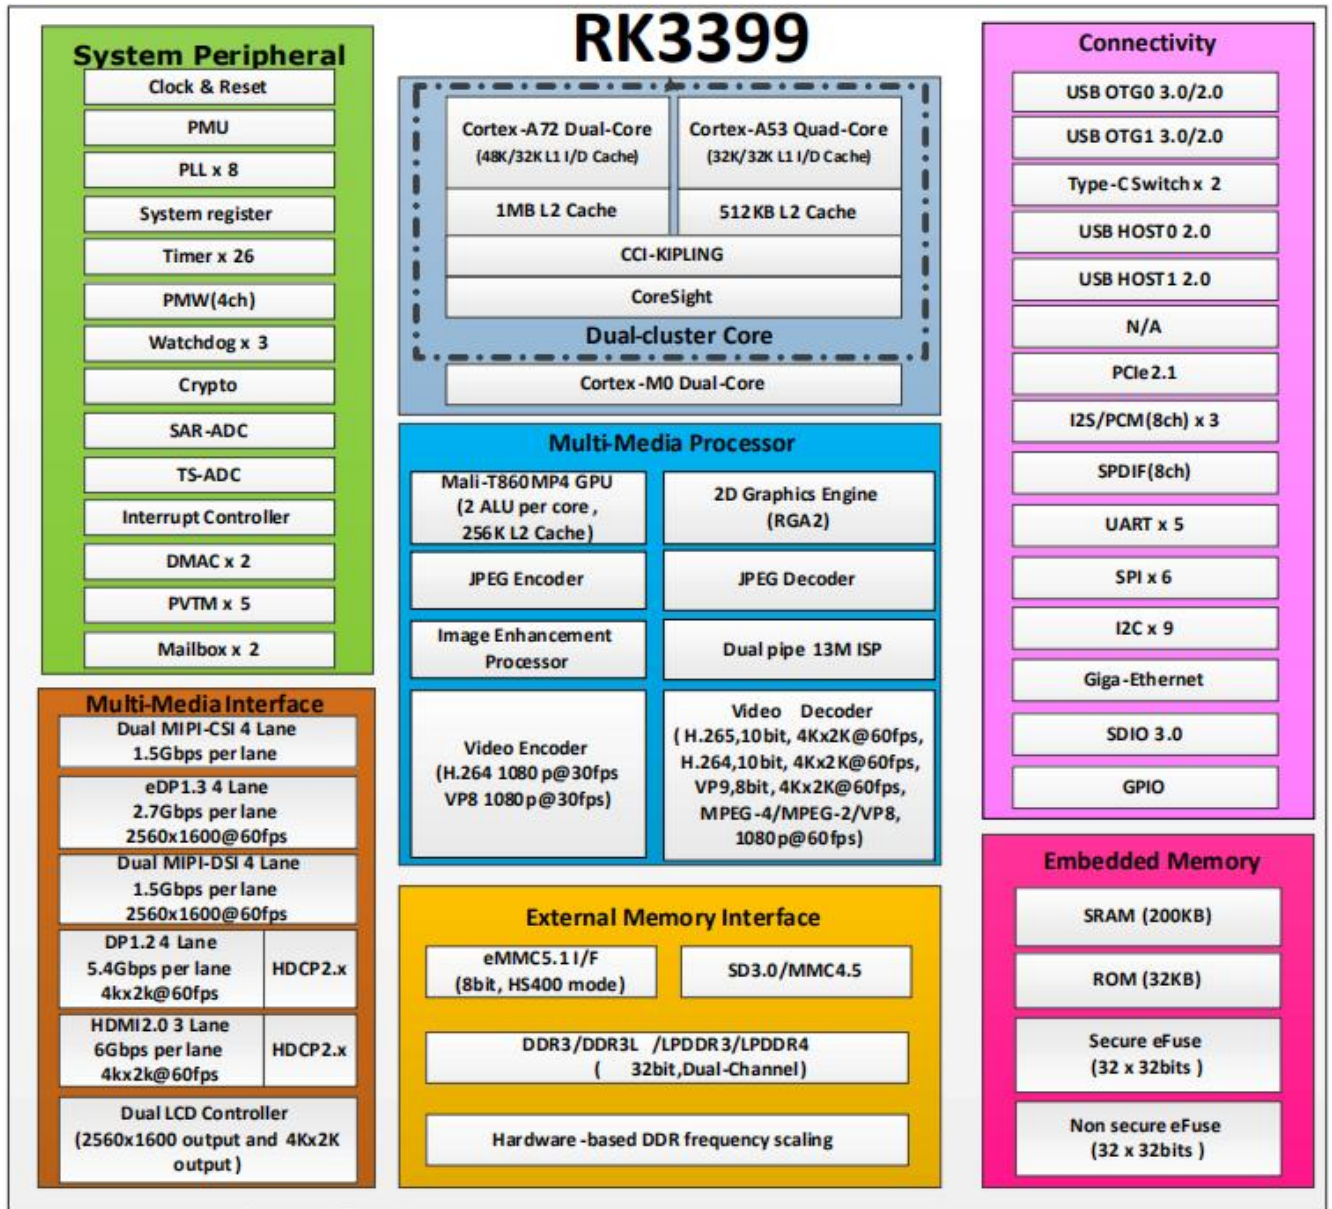 RK3399
System Peripheral
Clock & Reset
PMU
PLL x 8
System register
Timer x 26
PMW(4ch)
Watchdog x 3
Crypto
SAR-ADC
TS-ADC
Interrupt Controller
DMAC x 2
PVTM x 5
Mailbox x 2
Multi-Media Interface
Dual MIPI-CSI 4 Lane
1.5Gbps per lane
eDP1.3 4 Lane
2.7Gbps per lane
2560x1600@60fps
Dual MIPI-DSI 4 Lane
1.5Gbps per lane
2560x1600@60fps
DP1.2 4 Lane
5.4Gbps per lane
4kx2k@60fps
HDCP2.x
HDMI2.0 3 Lane
6Gbps per lane
4kx2k@60fps
HDCP2.x
Dual LCD Controller
(2560x1600 output and 4Kx2K
output)
Cortex-A72 Dual-Core
(48K/32K L1 I/D Cache)
Cortex-A53 Quad-Core
(32K/32K L1 I/D Cache)
1MB L2 Cache
512KB L2 Cache
CCI-KIPLING
CoreSight
Dual-cluster Core
Cortex-M0 Dual-Core
Multi-Media Processor
Mali-T860MP4 GPU
(2 ALU per core,
256K L2 Cache)
2D Graphics Engine
(RGA2)
JPEG Encoder
JPEG Decoder
Image Enhancement
Processor
Dual pipe 13M ISP
Video Encoder
(H.264 1080p@30fps
VP8 1080p@30fps)
Video Decoder
(H.265,10bit, 4Kx2K@60fps,
H.264,10bit, 4Kx2K@60fps,
VP9,8bit, 4Kx2K@60fps,
MPEG-4/MPEG-2/VP8,
1080p@60fps)
External Memory Interface
eMMC5.1 I/F
(8bit, HS400 mode)
SD3.0/MMC4.5
DDR3/DDR3L /LPDDR3/LPDDR4
( 32bit,Dual-Channel)
Hardware-based DDR frequency scaling
Connectivity
USB OTG0 3.0/2.0
USB OTG1 3.0/2.0
Type-C Switch x 2
USB HOST0 2.0
USB HOST1 2.0
N/A
PCIe2.1
I2S/PCM(8ch) x 3
SPDIF(8ch)
UART x 5
SPI x 6
I2C x 9
Giga-Ethernet
SDIO 3.0
GPIO
Embedded Memory
SRAM (200KB)
ROM (32KB)
Secure eFuse
(32 x 32bits )
Non secure eFuse
(32 x 32bits )